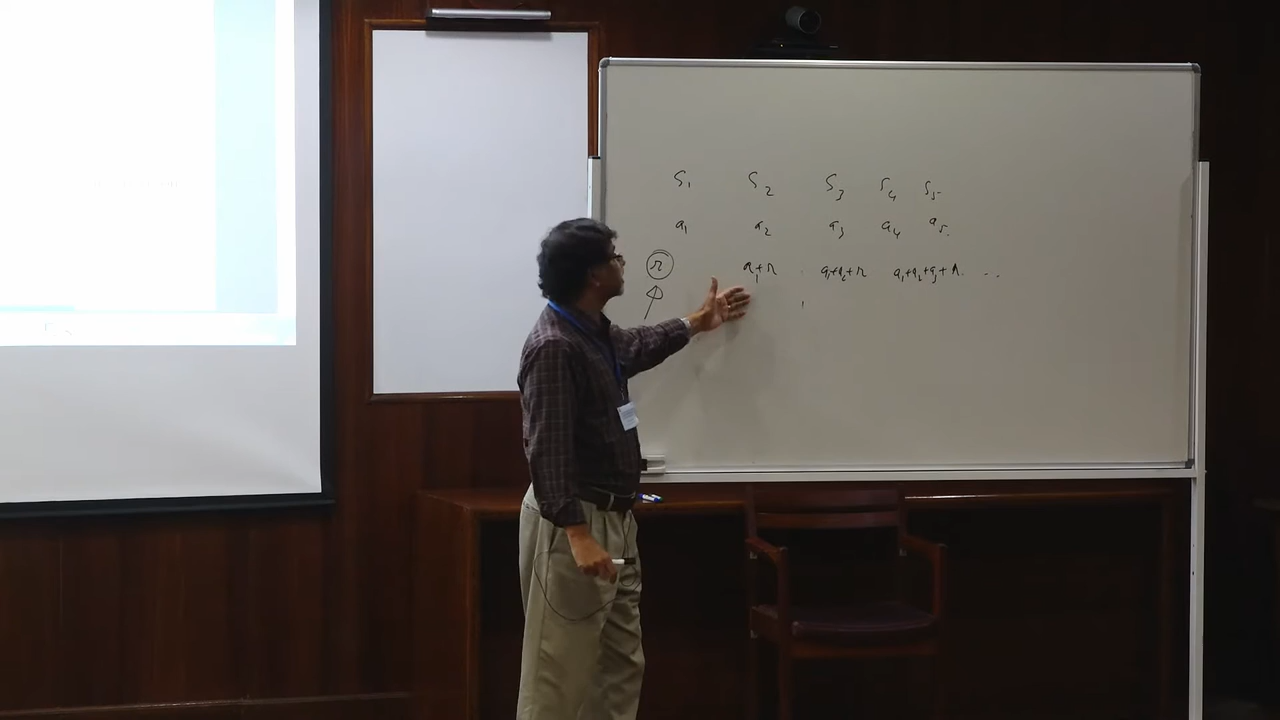 S₁ S₂ S₃ S₄ S₅
a₁ a₂ a₃ a₄ a₅
r a₁+r a₁+a₂+r a₁+a₂+a₃+r ...